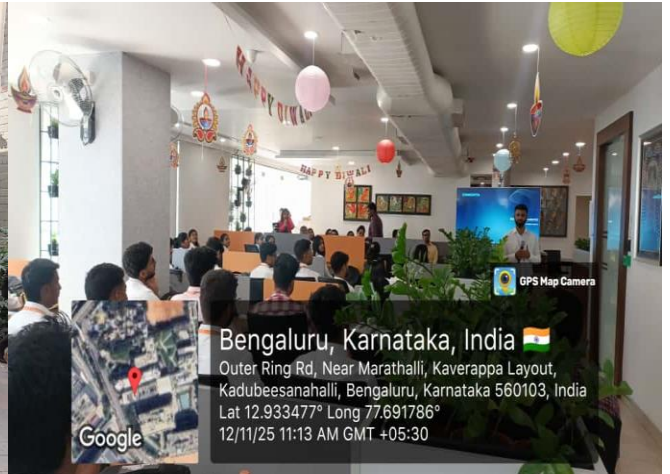 HAPPY DIWALI
HAPPY DIWALI
GPS Map Camera
Bengaluru, Karnataka, India 🇮🇳
Outer Ring Rd, Near Marathalli, Kaverappa Layout,
Kadubeesanahalli, Bengaluru, Karnataka 560103, India
Lat 12.933477° Long 77.691786°
12/11/25 11:13 AM GMT +05:30
Google